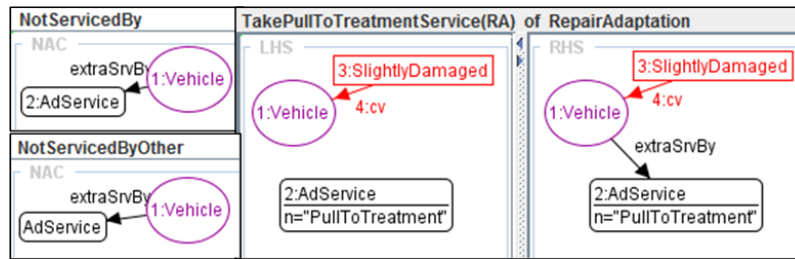 NotServicedBy
NAC
extraSrvBy
1:Vehicle
2:AdService
NotServicedByOther
NAC
extraSrvBy
1:Vehicle
AdService
TakePullToTreatmentService(RA) of RepairAdaptation
LHS
3:SlightlyDamaged
4:cv
1:Vehicle
2:AdService
n="PullToTreatment"
RHS
3:SlightlyDamaged
4:cv
1:Vehicle
extraSrvBy
2:AdService
n="PullToTreatment"